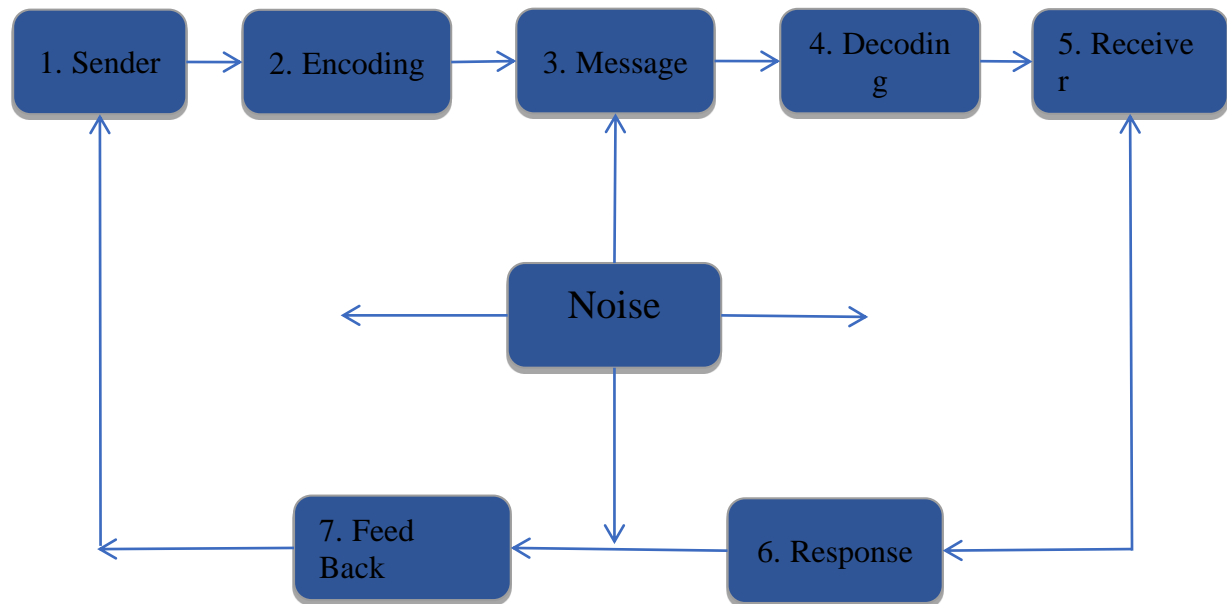 1. Sender
2. Encoding
3. Message
4. Decodin
g
5. Receive
r
Noise
7. Feed
Back
6. Response